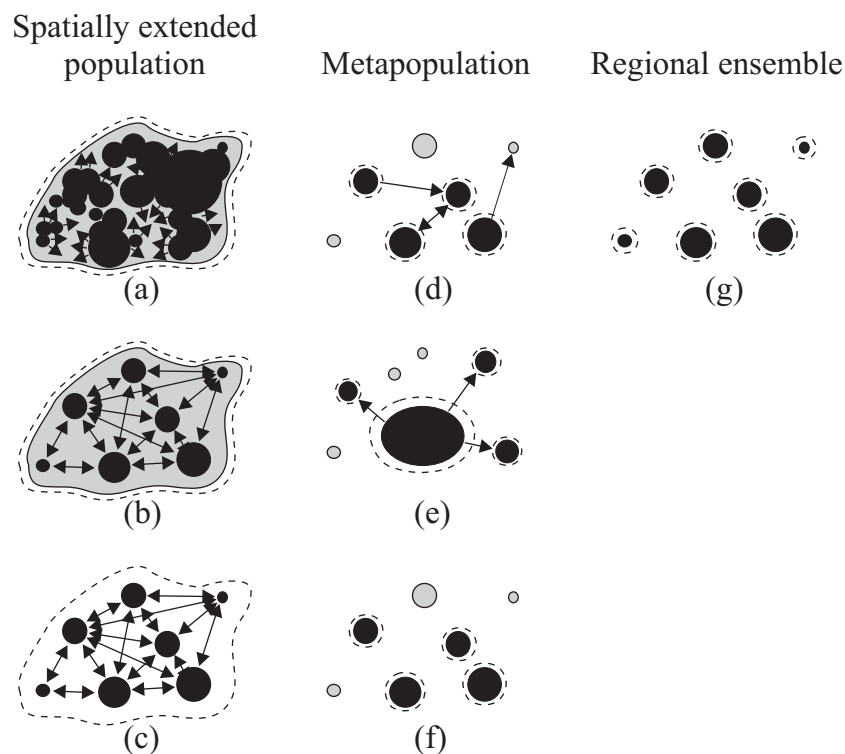 Spatially extended
population
Metapopulation
Regional ensemble
(a)
(d)
(g)
(b)
(e)
(c)
(f)